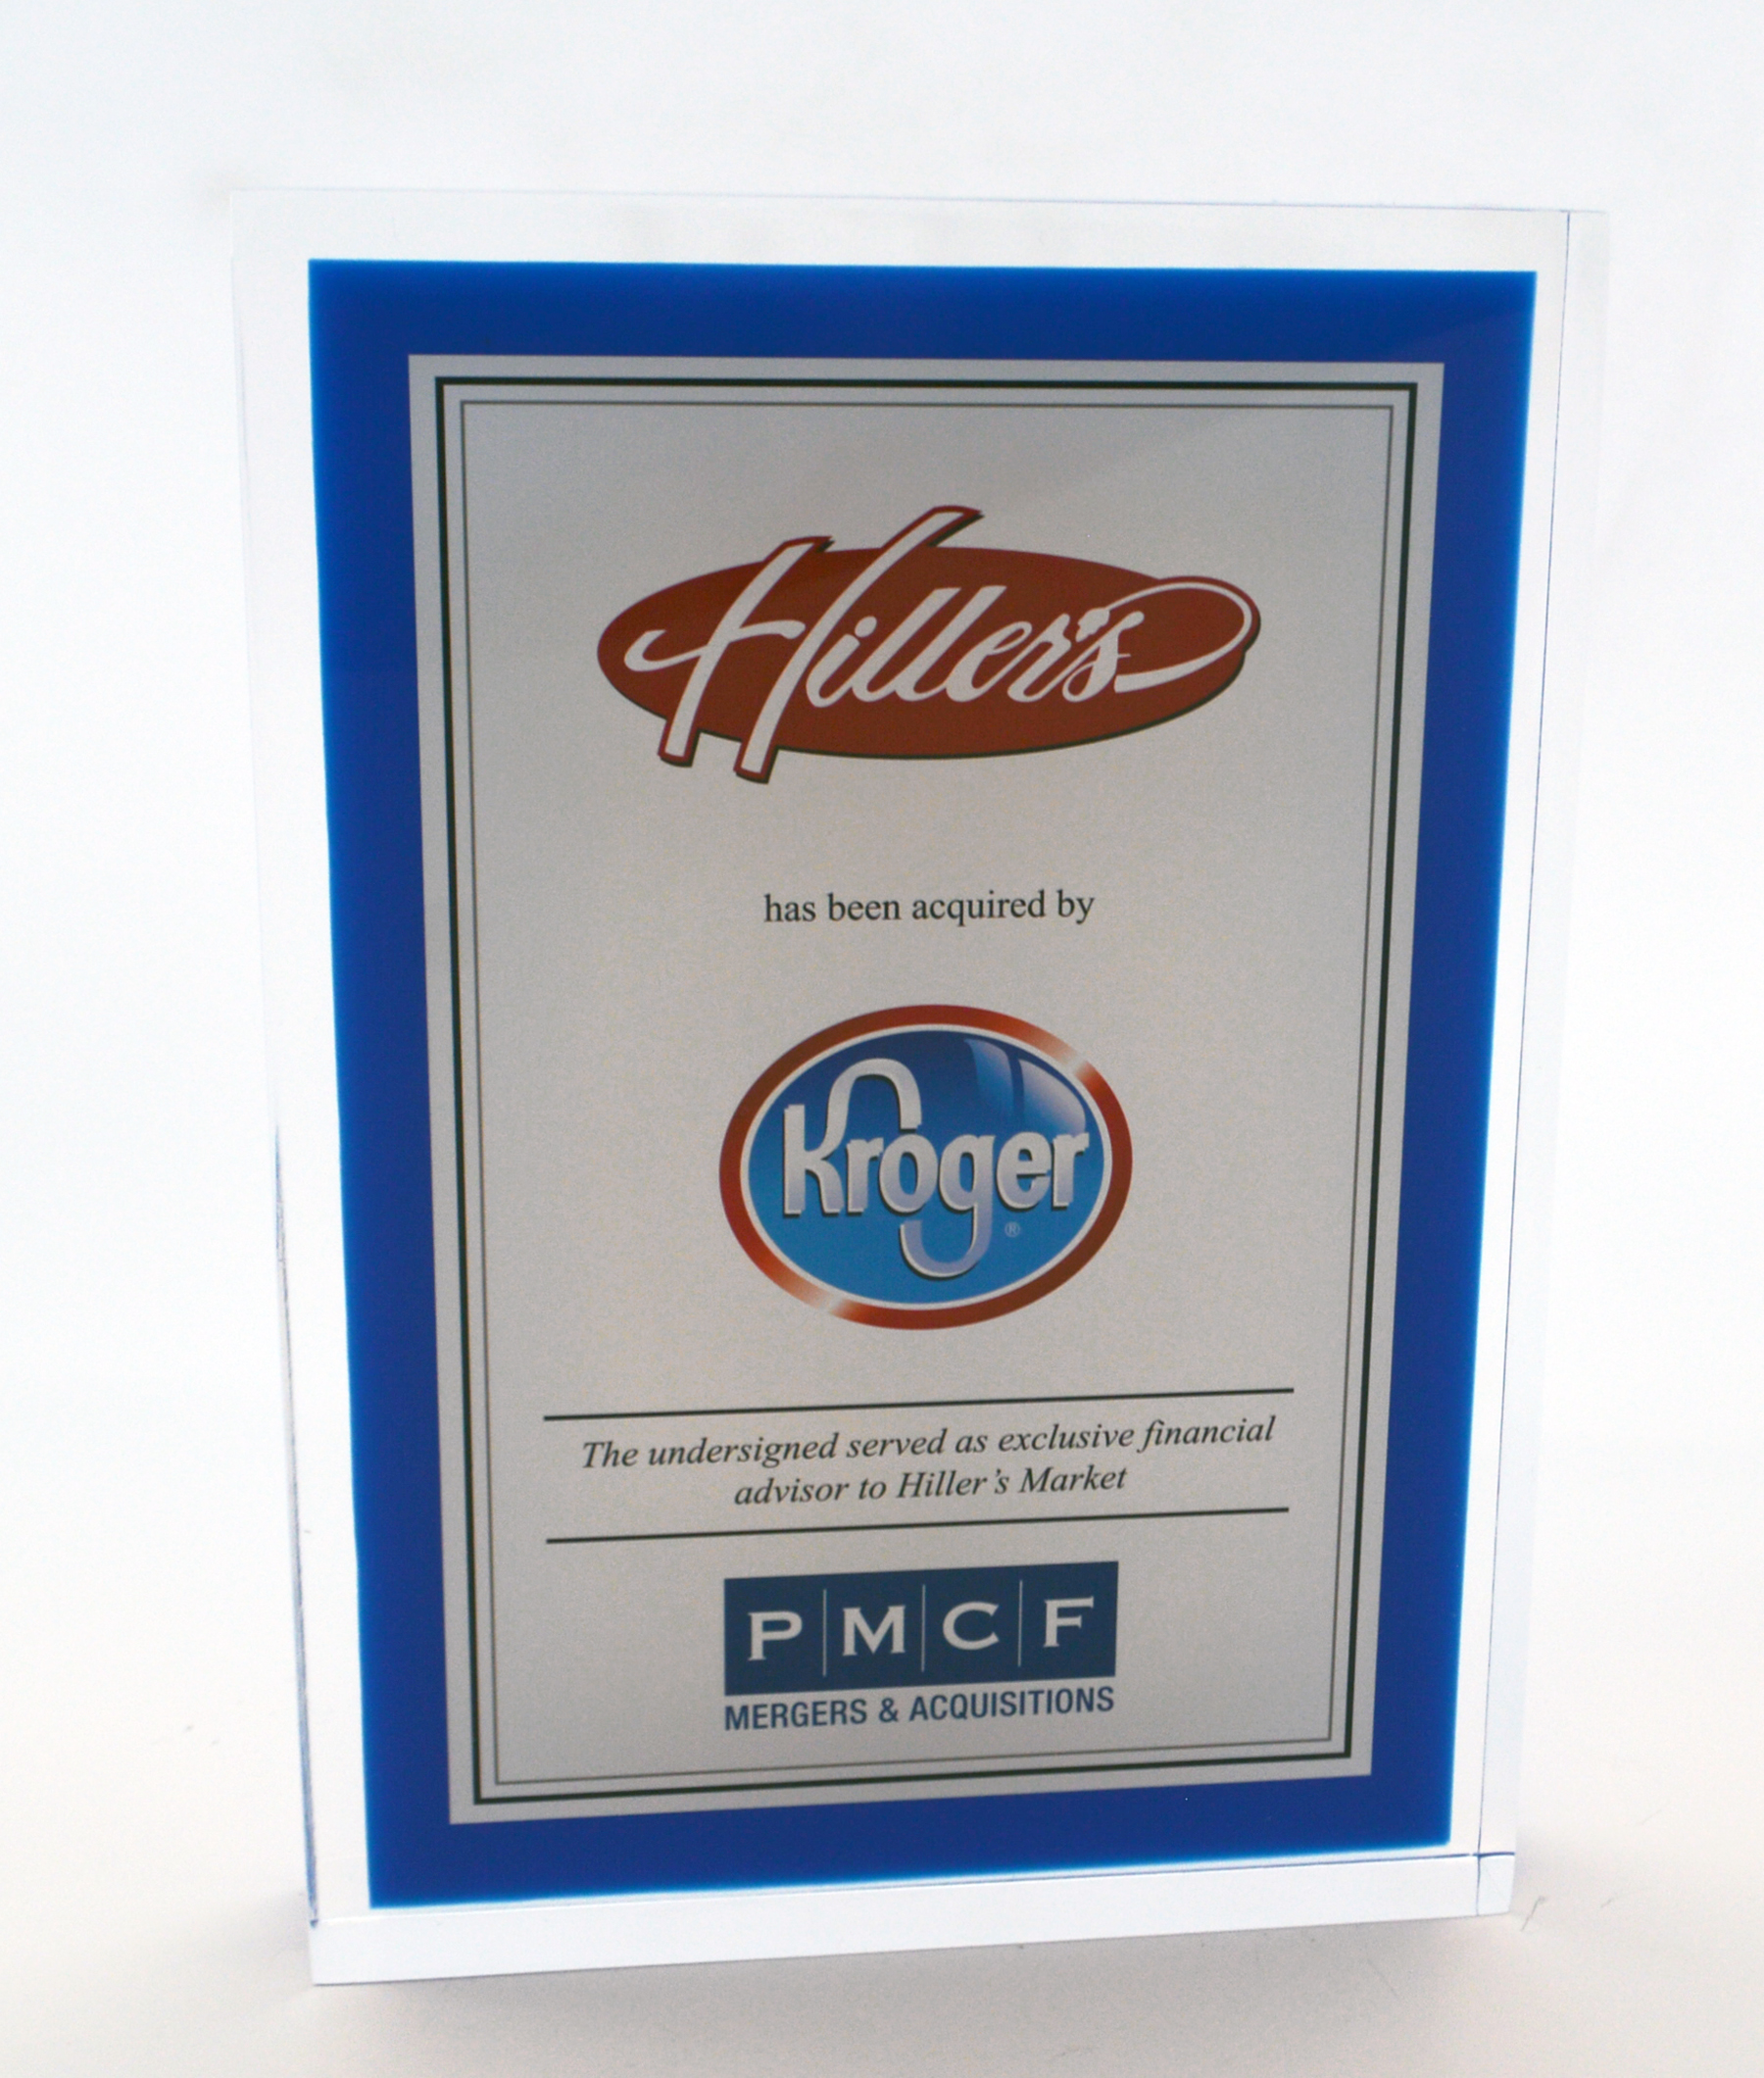 Hiller's
has been acquired by
Kroger®
The undersigned served as exclusive financial
advisor to Hiller's Market
PMCF
MERGERS & ACQUISITIONS